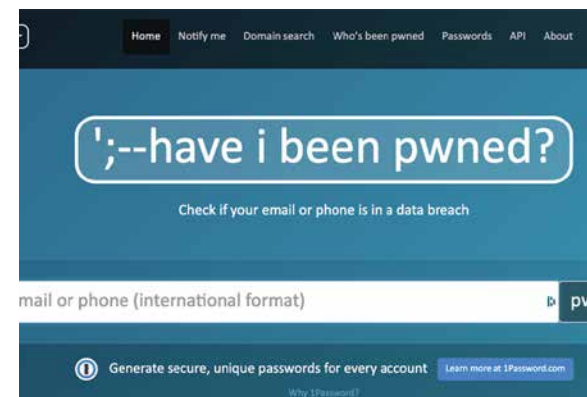 Home Notify me Domain search Who's been pwned Passwords API About
';--have i been pwned?
Check if your email or phone is in a data breach
mail or phone (international format) pw
Generate secure, unique passwords for every account Learn more at 1Password.com
Why 1Password?